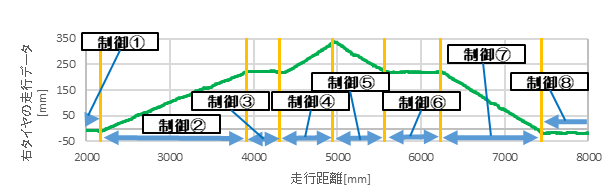 右タイヤの走行データ
[mm]
350
250
150
50
-50
制御①
制御②
制御③
制御④
制御⑤
制御⑥
制御⑦
制御⑧
2000
3000
4000
5000
6000
7000
8000
走行距離[mm]